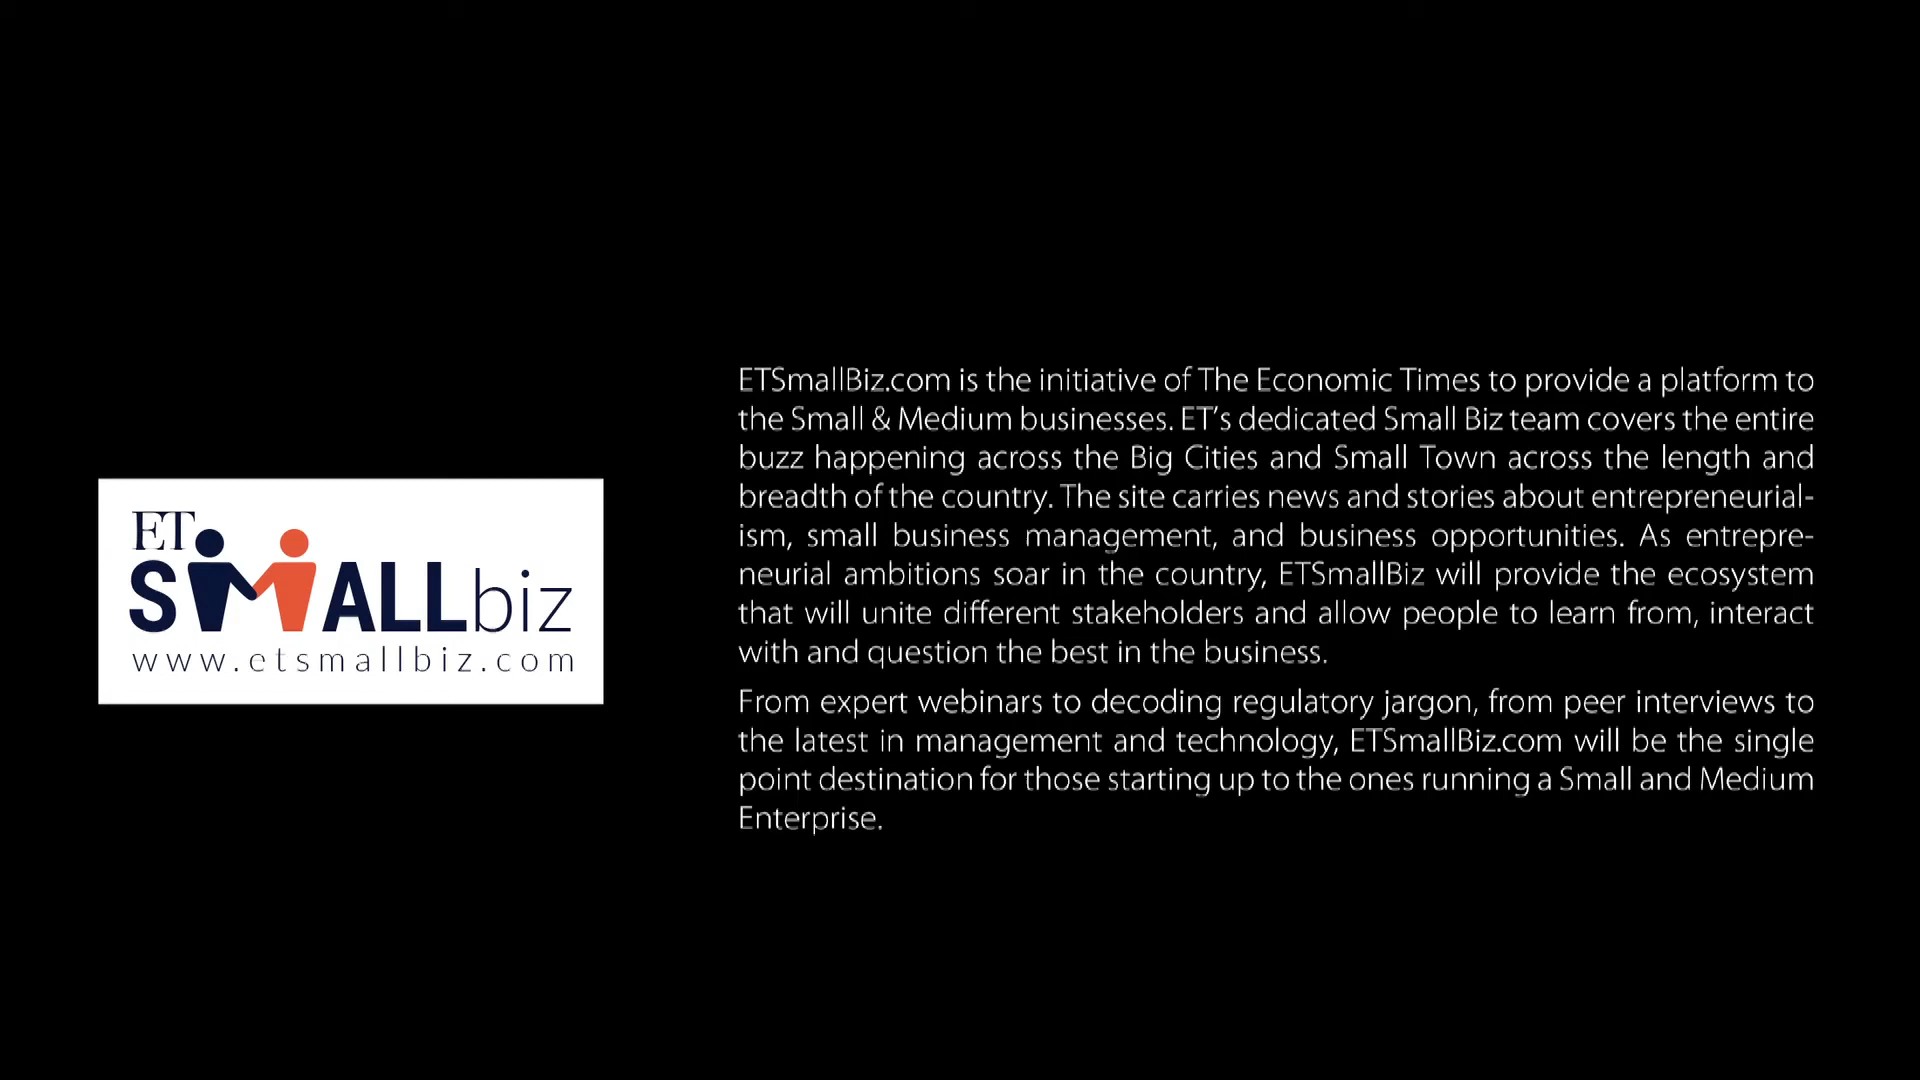 ET
SMALLbiz
www.etsmallbiz.com
ETSmallBiz.com is the initiative of The Economic Times to provide a platform to
the Small & Medium businesses. ET’s dedicated Small Biz team covers the entire
buzz happening across the Big Cities and Small Town across the length and
breadth of the country. The site carries news and stories about entrepreneurial-
ism, small business management, and business opportunities. As entrepre-
neurial ambitions soar in the country, ETSmallBiz will provide the ecosystem
that will unite different stakeholders and allow people to learn from, interact
with and question the best in the business.
From expert webinars to decoding regulatory jargon, from peer interviews to
the latest in management and technology, ETSmallBiz.com will be the single
point destination for those starting up to the ones running a Small and Medium
Enterprise.